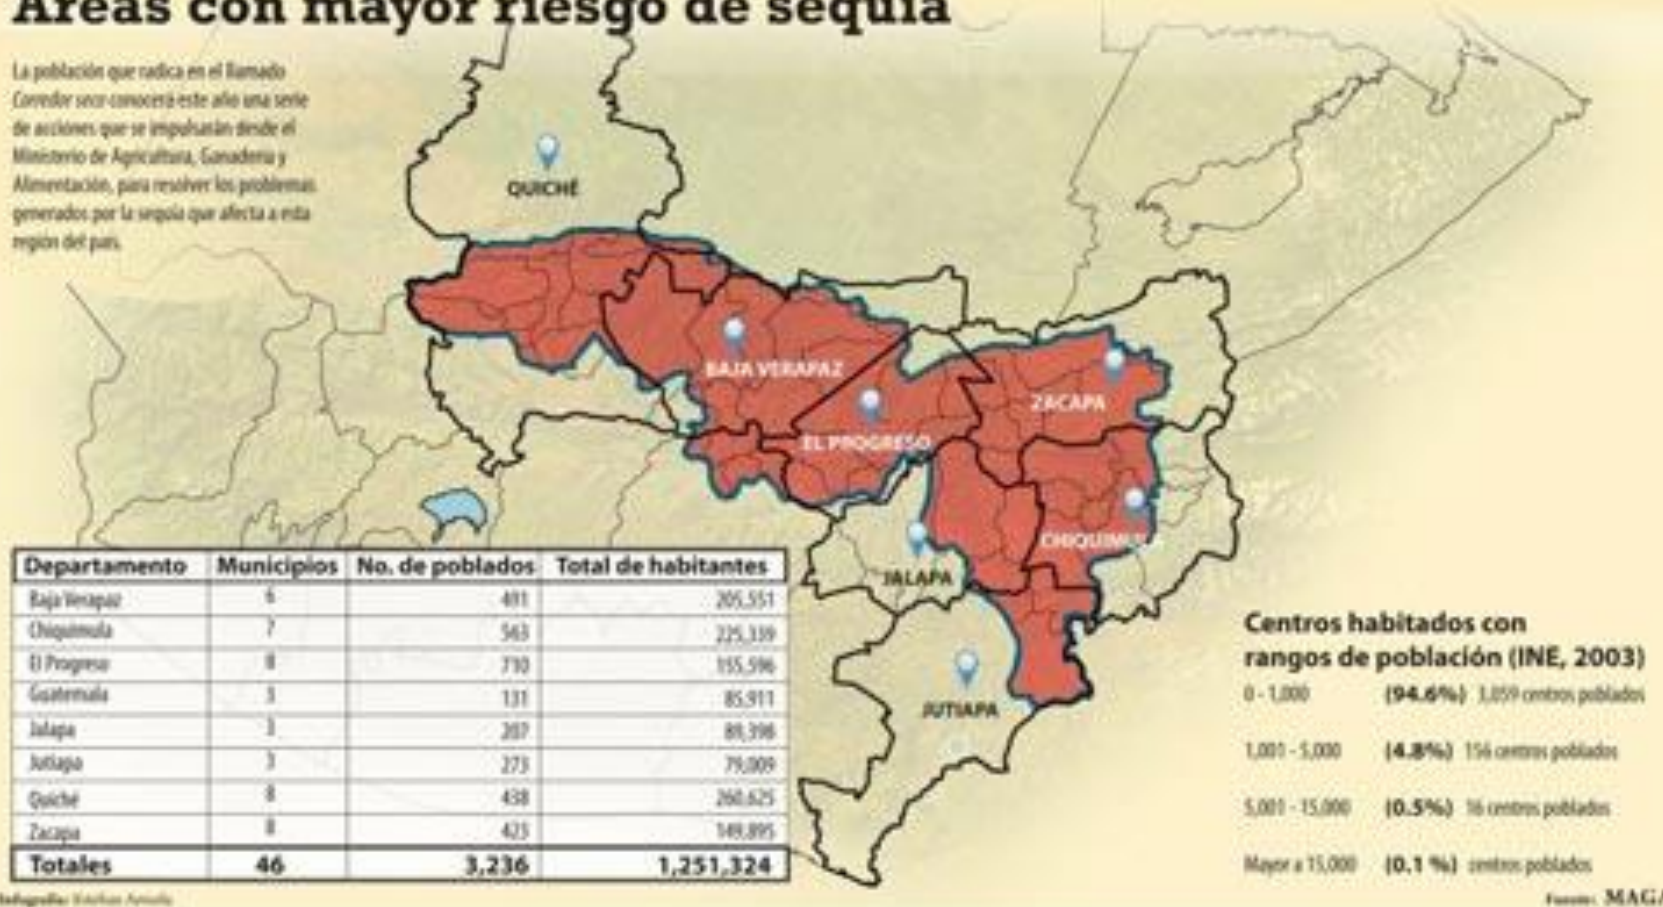 Áreas con mayor riesgo de sequía
La población que radica en el llamado
Corredor seco conocerá este año una serie
de acciones que se impulsarán desde el
Ministerio de Agricultura, Ganadería y
Alimentación, para resolver los problemas
generados por la sequía que afecta a esta
región del país.
QUICHÉ
BAJA VERAPAZ
EL PROGRESO
ZACAPA
CHIQUIMULA
JALAPA
JUTIAPA
Departamento Municipios No. de poblados Total de habitantes
Baja Verapaz 6 491 205,551
Chiquimula 7 563 225,339
El Progreso 8 710 155,596
Guatemala 3 131 85,911
Jalapa 3 207 89,398
Jutiapa 3 273 79,009
Quiché 8 438 260,625
Zacapa 8 423 149,895
Totales 46 3,236 1,251,324
Centros habitados con
rangos de población (INE, 2003)
0 - 1,000 (94.6%) 3,059 centros poblados
1,001 - 5,000 (4.8%) 156 centros poblados
5,001 - 15,000 (0.5%) 16 centros poblados
Mayor a 15,000 (0.1 %) centros poblados
Infografía: Esteban
Fuente: MAGA